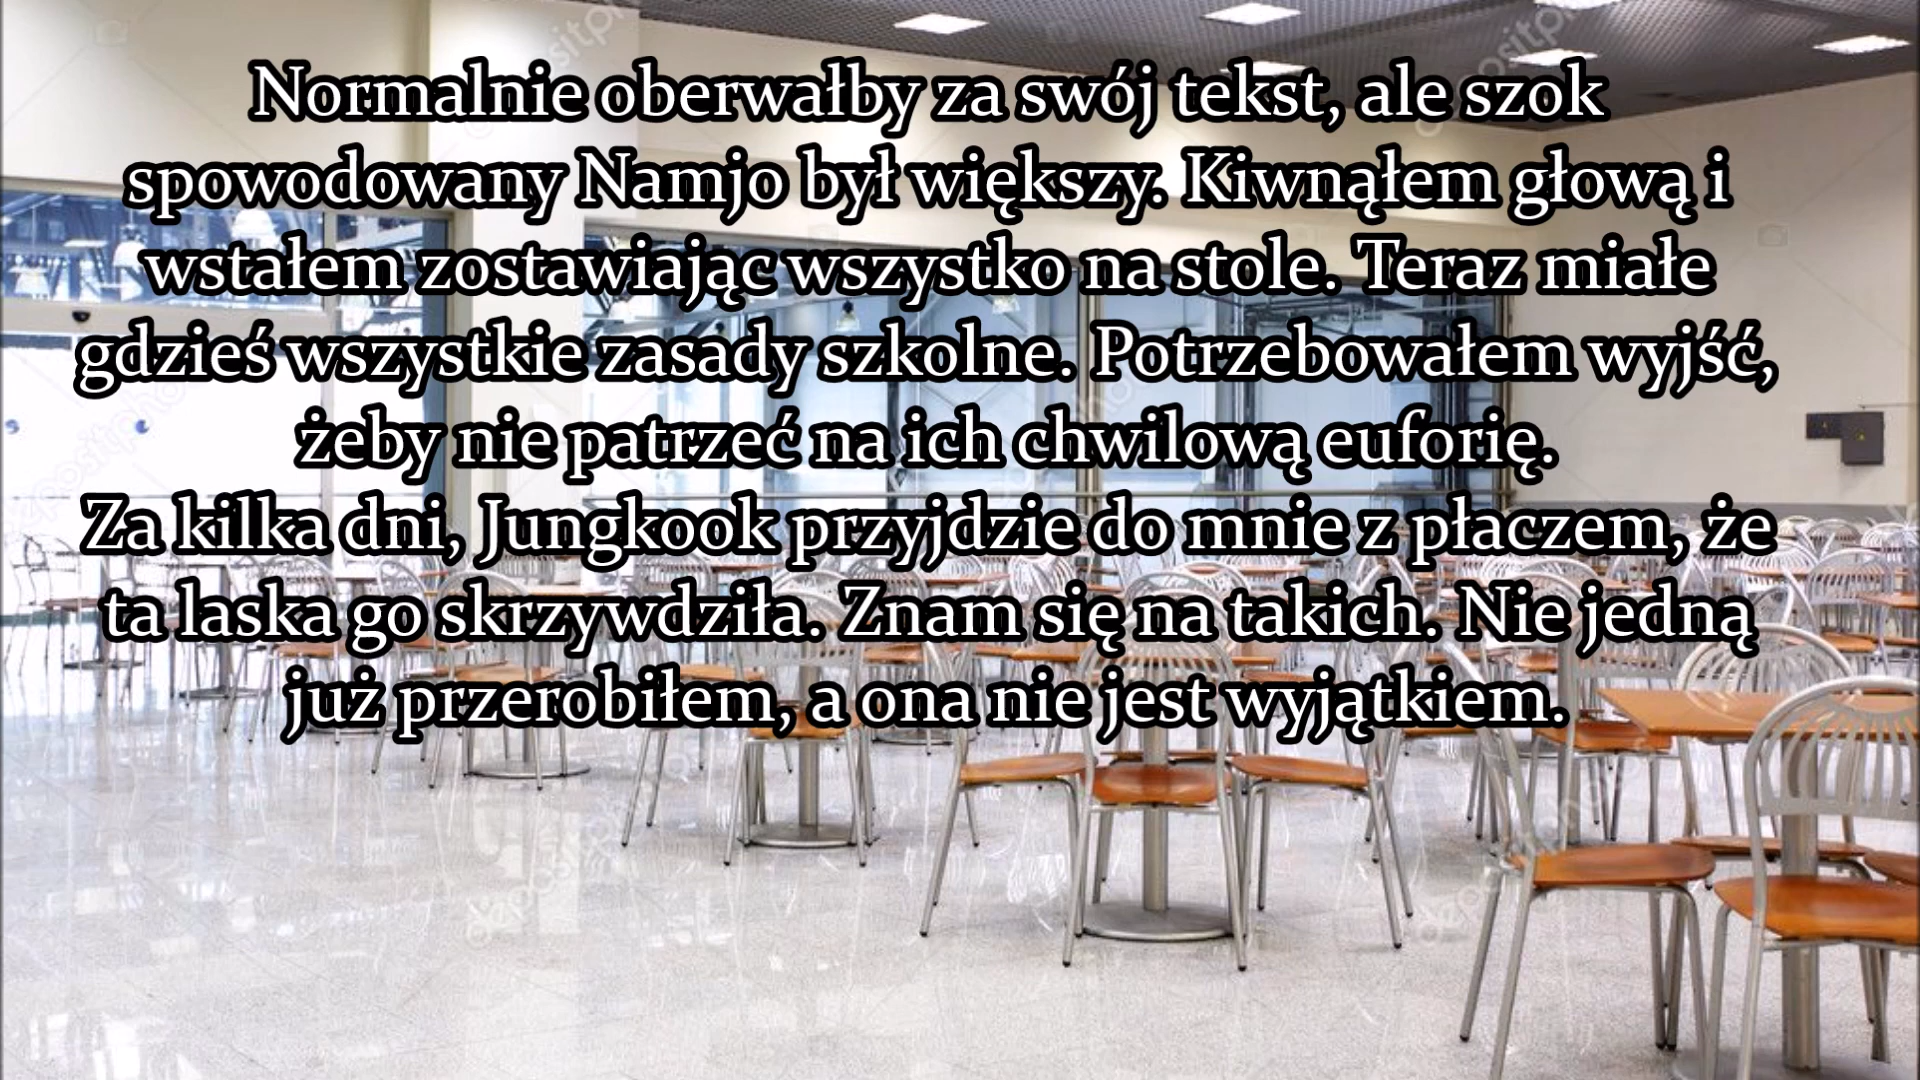 Normalnie oberwałby za swój tekst, ale szok
spowodowany Namjo był większy. Kiwnąłem głową i
wstałem zostawiając wszystko na stole. Teraz miałe
gdzieś wszystkie zasady szkolne. Potrzebowałem wyjść,
żeby nie patrzeć na ich chwilową euforię.
Za kilka dni, Jungkook przyjdzie do mnie z płaczem, że
ta laska go skrzywdziła. Znam się na takich. Nie jedną
już przerobiłem, a ona nie jest wyjątkiem.